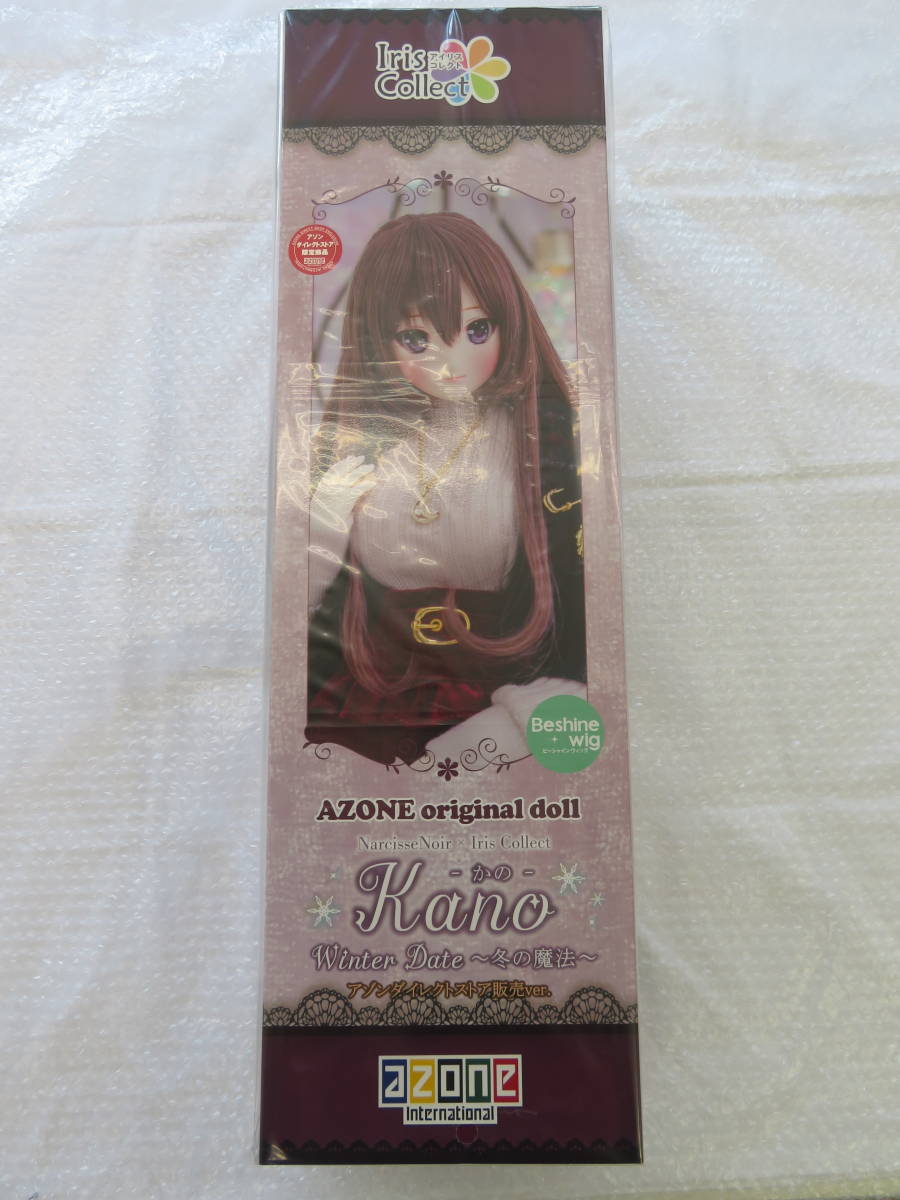 Iris アイリス
Collect コレクト
アゾン
ダイレクトストア
限定商品
AZONE
Beshine
wig
ビーシャインウィッグ
AZONE original doll
NarcisseNoir × Iris Collect
- かの -
Kano
Winter Date ～冬の魔法～
アゾンダイレクトストア販売ver.
azone
International